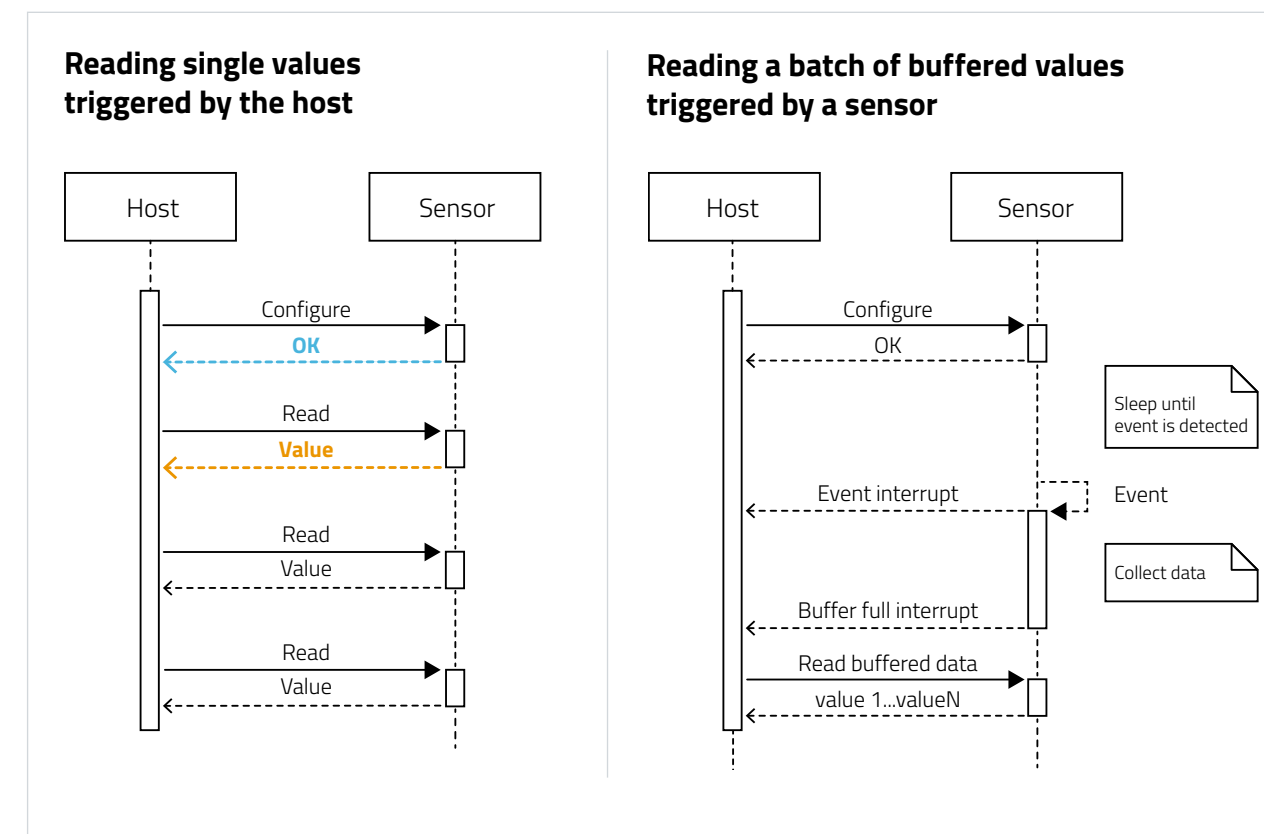 Reading single values
triggered by the host
Host
Sensor
Configure
OK
Read
Value
Read
Value
Read
Value
Reading a batch of buffered values
triggered by a sensor
Host
Sensor
Configure
OK
Sleep until
event is detected
Event interrupt
Event
Collect data
Buffer full interrupt
Read buffered data
value 1...valueN